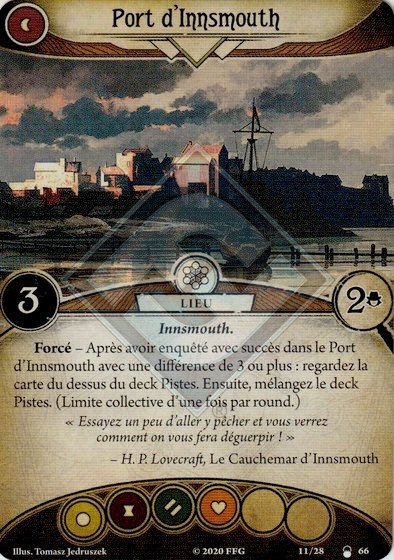 Port d'Innsmouth
3
LIEU
2
Innsmouth.
Forcé – Après avoir enquêté avec succès dans le Port
d'Innsmouth avec une différence de 3 ou plus : regardez la
carte du dessus du deck Pistes. Ensuite, mélangez le deck
Pistes. (Limite collective d'une fois par round.)
« Essayez un peu d'aller y pêcher et vous verrez
comment on vous fera déguerpir ! »
– H. P. Lovecraft, Le Cauchemar d'Innsmouth
Illus. Tomasz Jedruszek © 2020 FFG 11/28 66